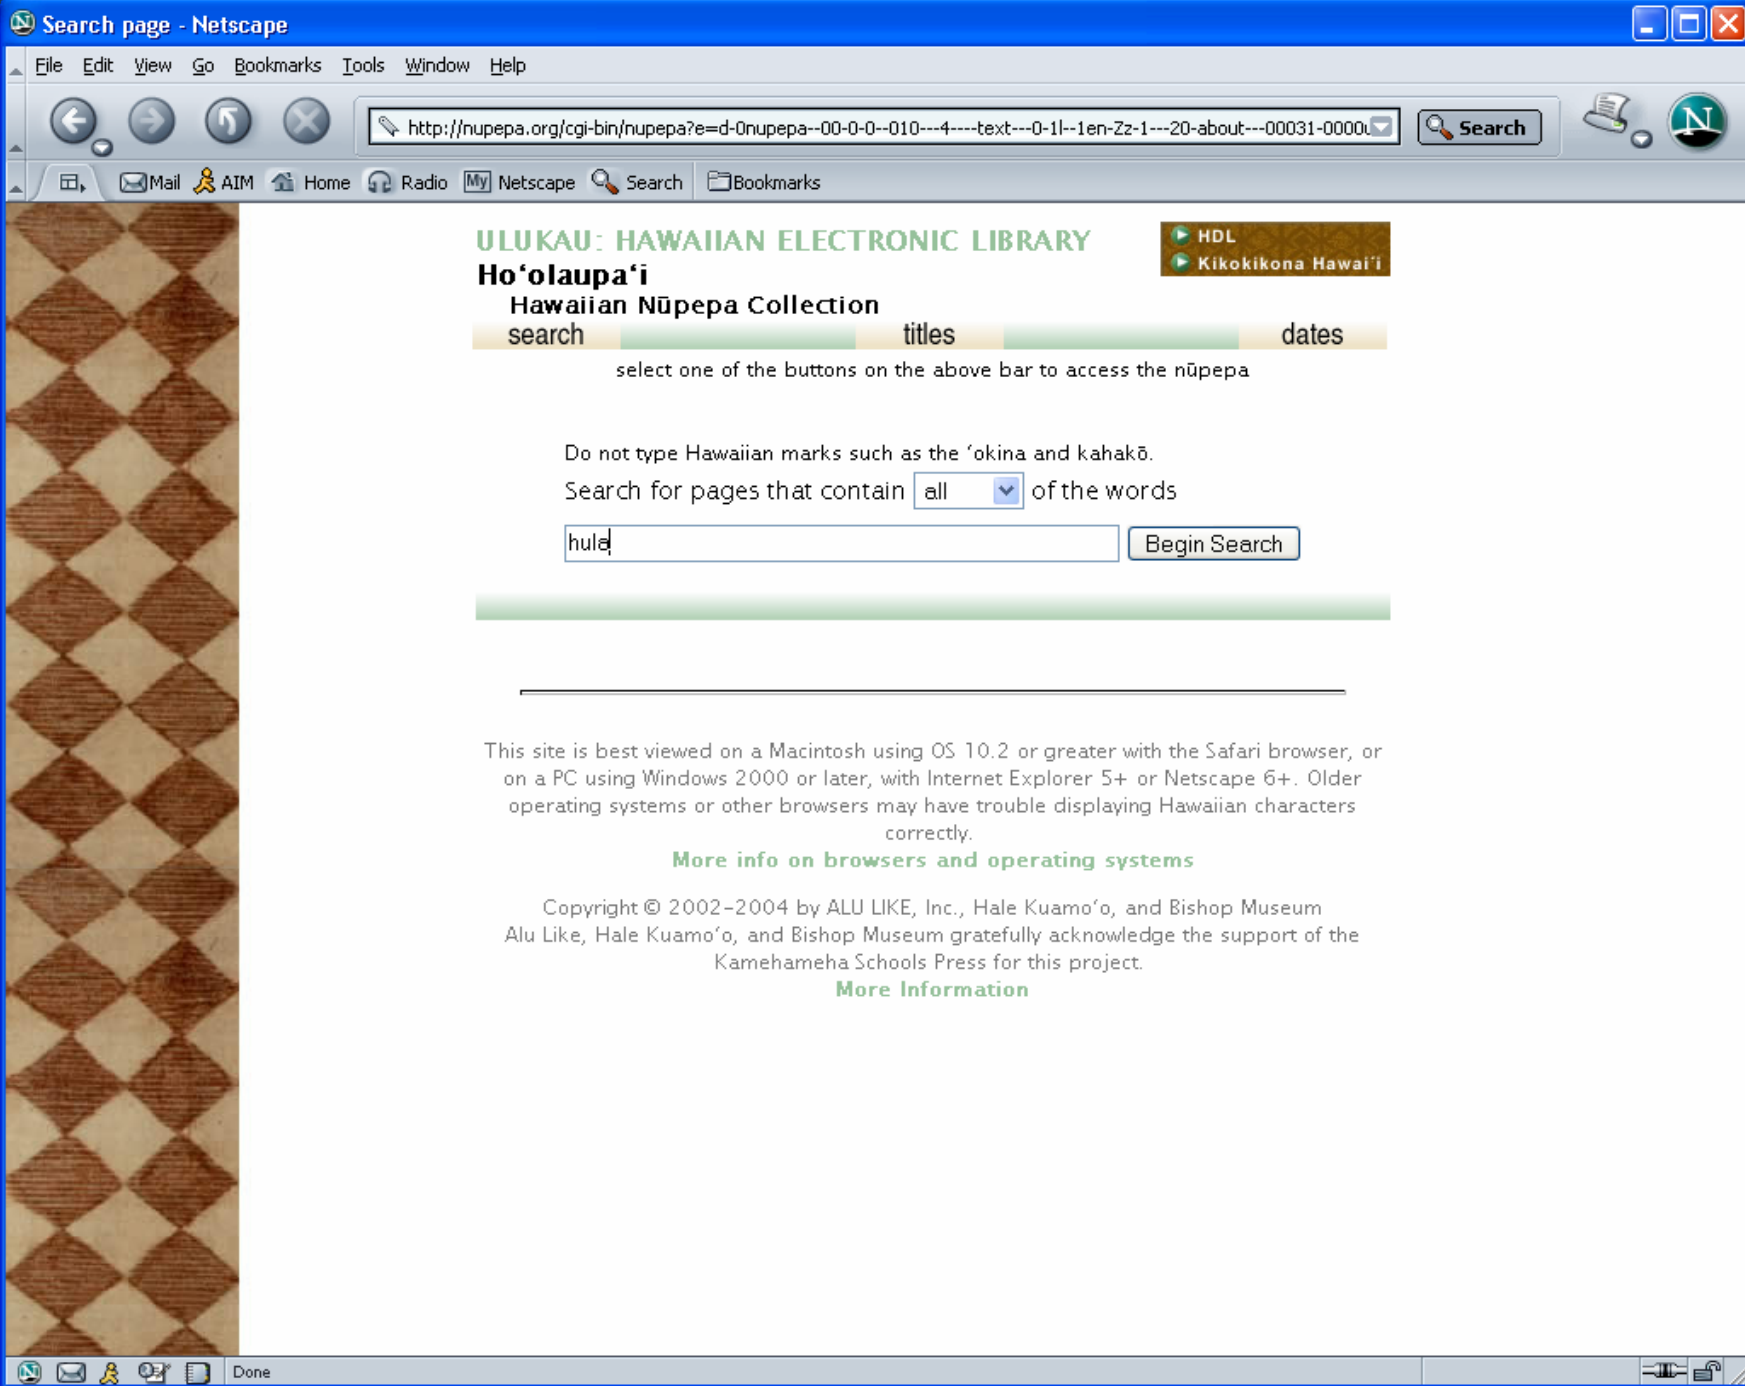 Search page - Netscape
File Edit View Go Bookmarks Tools Window Help
http://nupepa.org/cgi-bin/nupepa?e=d-0nupepa--00-0-0--010---4----text---0-1l--1en-Zz-1---20-about---00031-0000
Search
N
Mail AIM Home Radio My Netscape Search Bookmarks
ULUKAU: HAWAIIAN ELECTRONIC LIBRARY
HDL
Kikokikona Hawaiʻi
Hoʻolaupaʻi
Hawaiian Nūpepa Collection
search titles dates
select one of the buttons on the above bar to access the nūpepa
Do not type Hawaiian marks such as the ʻokina and kahakō.
Search for pages that contain all of the words
hula Begin Search
This site is best viewed on a Macintosh using OS 10.2 or greater with the Safari browser, or
on a PC using Windows 2000 or later, with Internet Explorer 5+ or Netscape 6+. Older
operating systems or other browsers may have trouble displaying Hawaiian characters
correctly.
More info on browsers and operating systems
Copyright © 2002-2004 by ALU LIKE, Inc., Hale Kuamoʻo, and Bishop Museum
Alu Like, Hale Kuamoʻo, and Bishop Museum gratefully acknowledge the support of the
Kamehameha Schools Press for this project.
More Information
Done